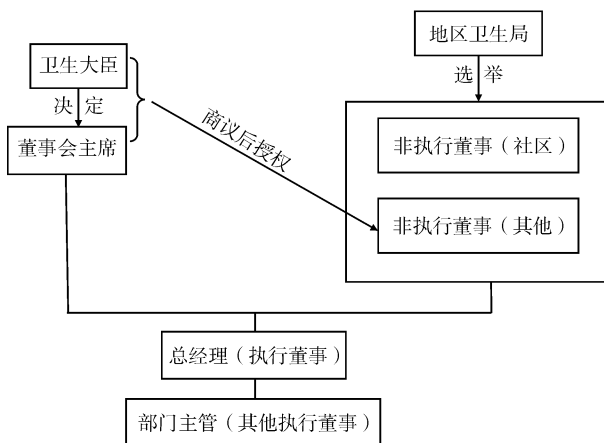 地区卫生局
卫生大臣
选举
决定
董事会主席
商议后授权
非执行董事（社区）
非执行董事（其他）
总经理（执行董事）
部门主管（其他执行董事）